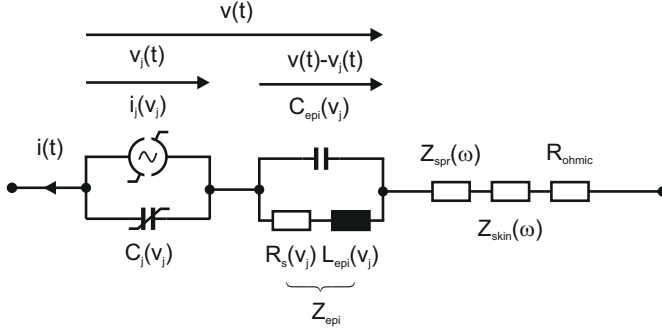 v(t)
v_j(t) v(t)-v_j(t)
i_j(v_j) C_epi(v_j)
i(t) Z_spr(ω) R_ohmic
Z_skin(ω)
C_j(v_j) R_s(v_j) L_epi(v_j)
Z_epi